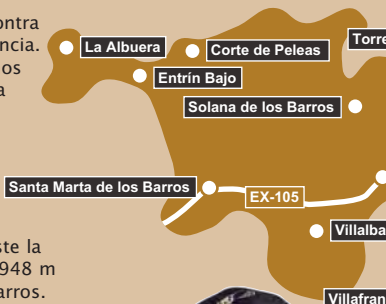 ontra
ncia.
os
a
La Albuera
Corte de Peleas
Torre
Entrín Bajo
Solana de los Barros
Santa Marta de los Barros
EX-105
Villalba
ste la
948 m
arros.
Villafran